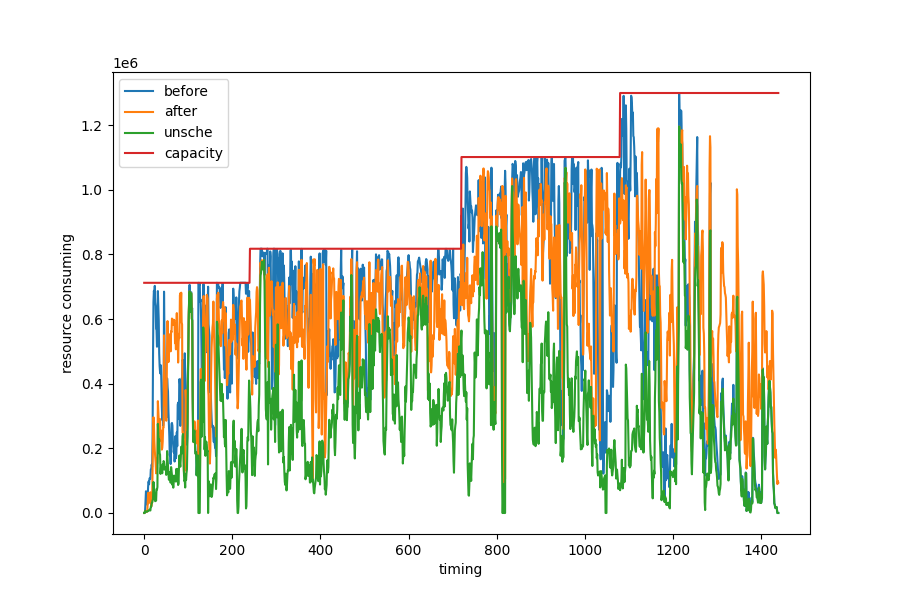 1e6
before
after
unsche
capacity
1.2
1.0
0.8
0.6
0.4
0.2
0.0
resource consuming
0 200 400 600 800 1000 1200 1400
timing